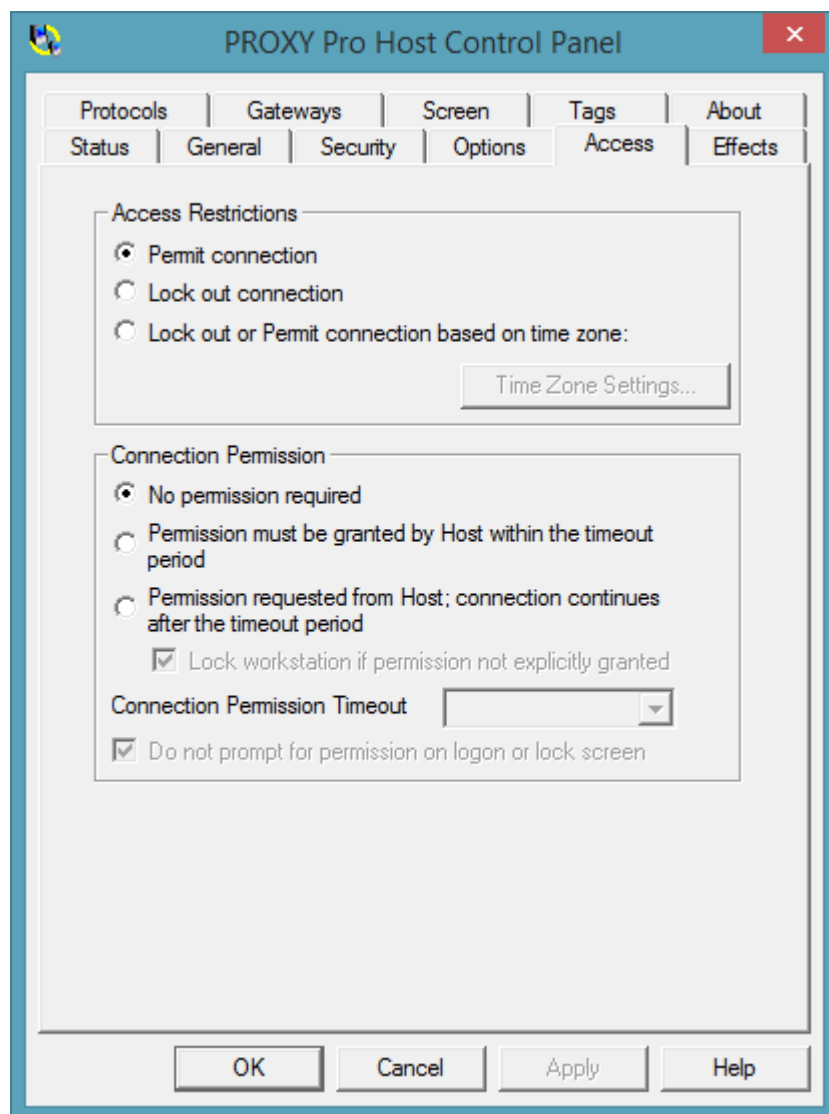 PROXY Pro Host Control Panel
Protocols Gateways Screen Tags About
Status General Security Options Access Effects
Access Restrictions
Permit connection
Lock out connection
Lock out or Permit connection based on time zone:
Time Zone Settings...
Connection Permission
No permission required
Permission must be granted by Host within the timeout
period
Permission requested from Host; connection continues
after the timeout period
Lock workstation if permission not explicitly granted
Connection Permission Timeout
Do not prompt for permission on logon or lock screen
OK Cancel Apply Help